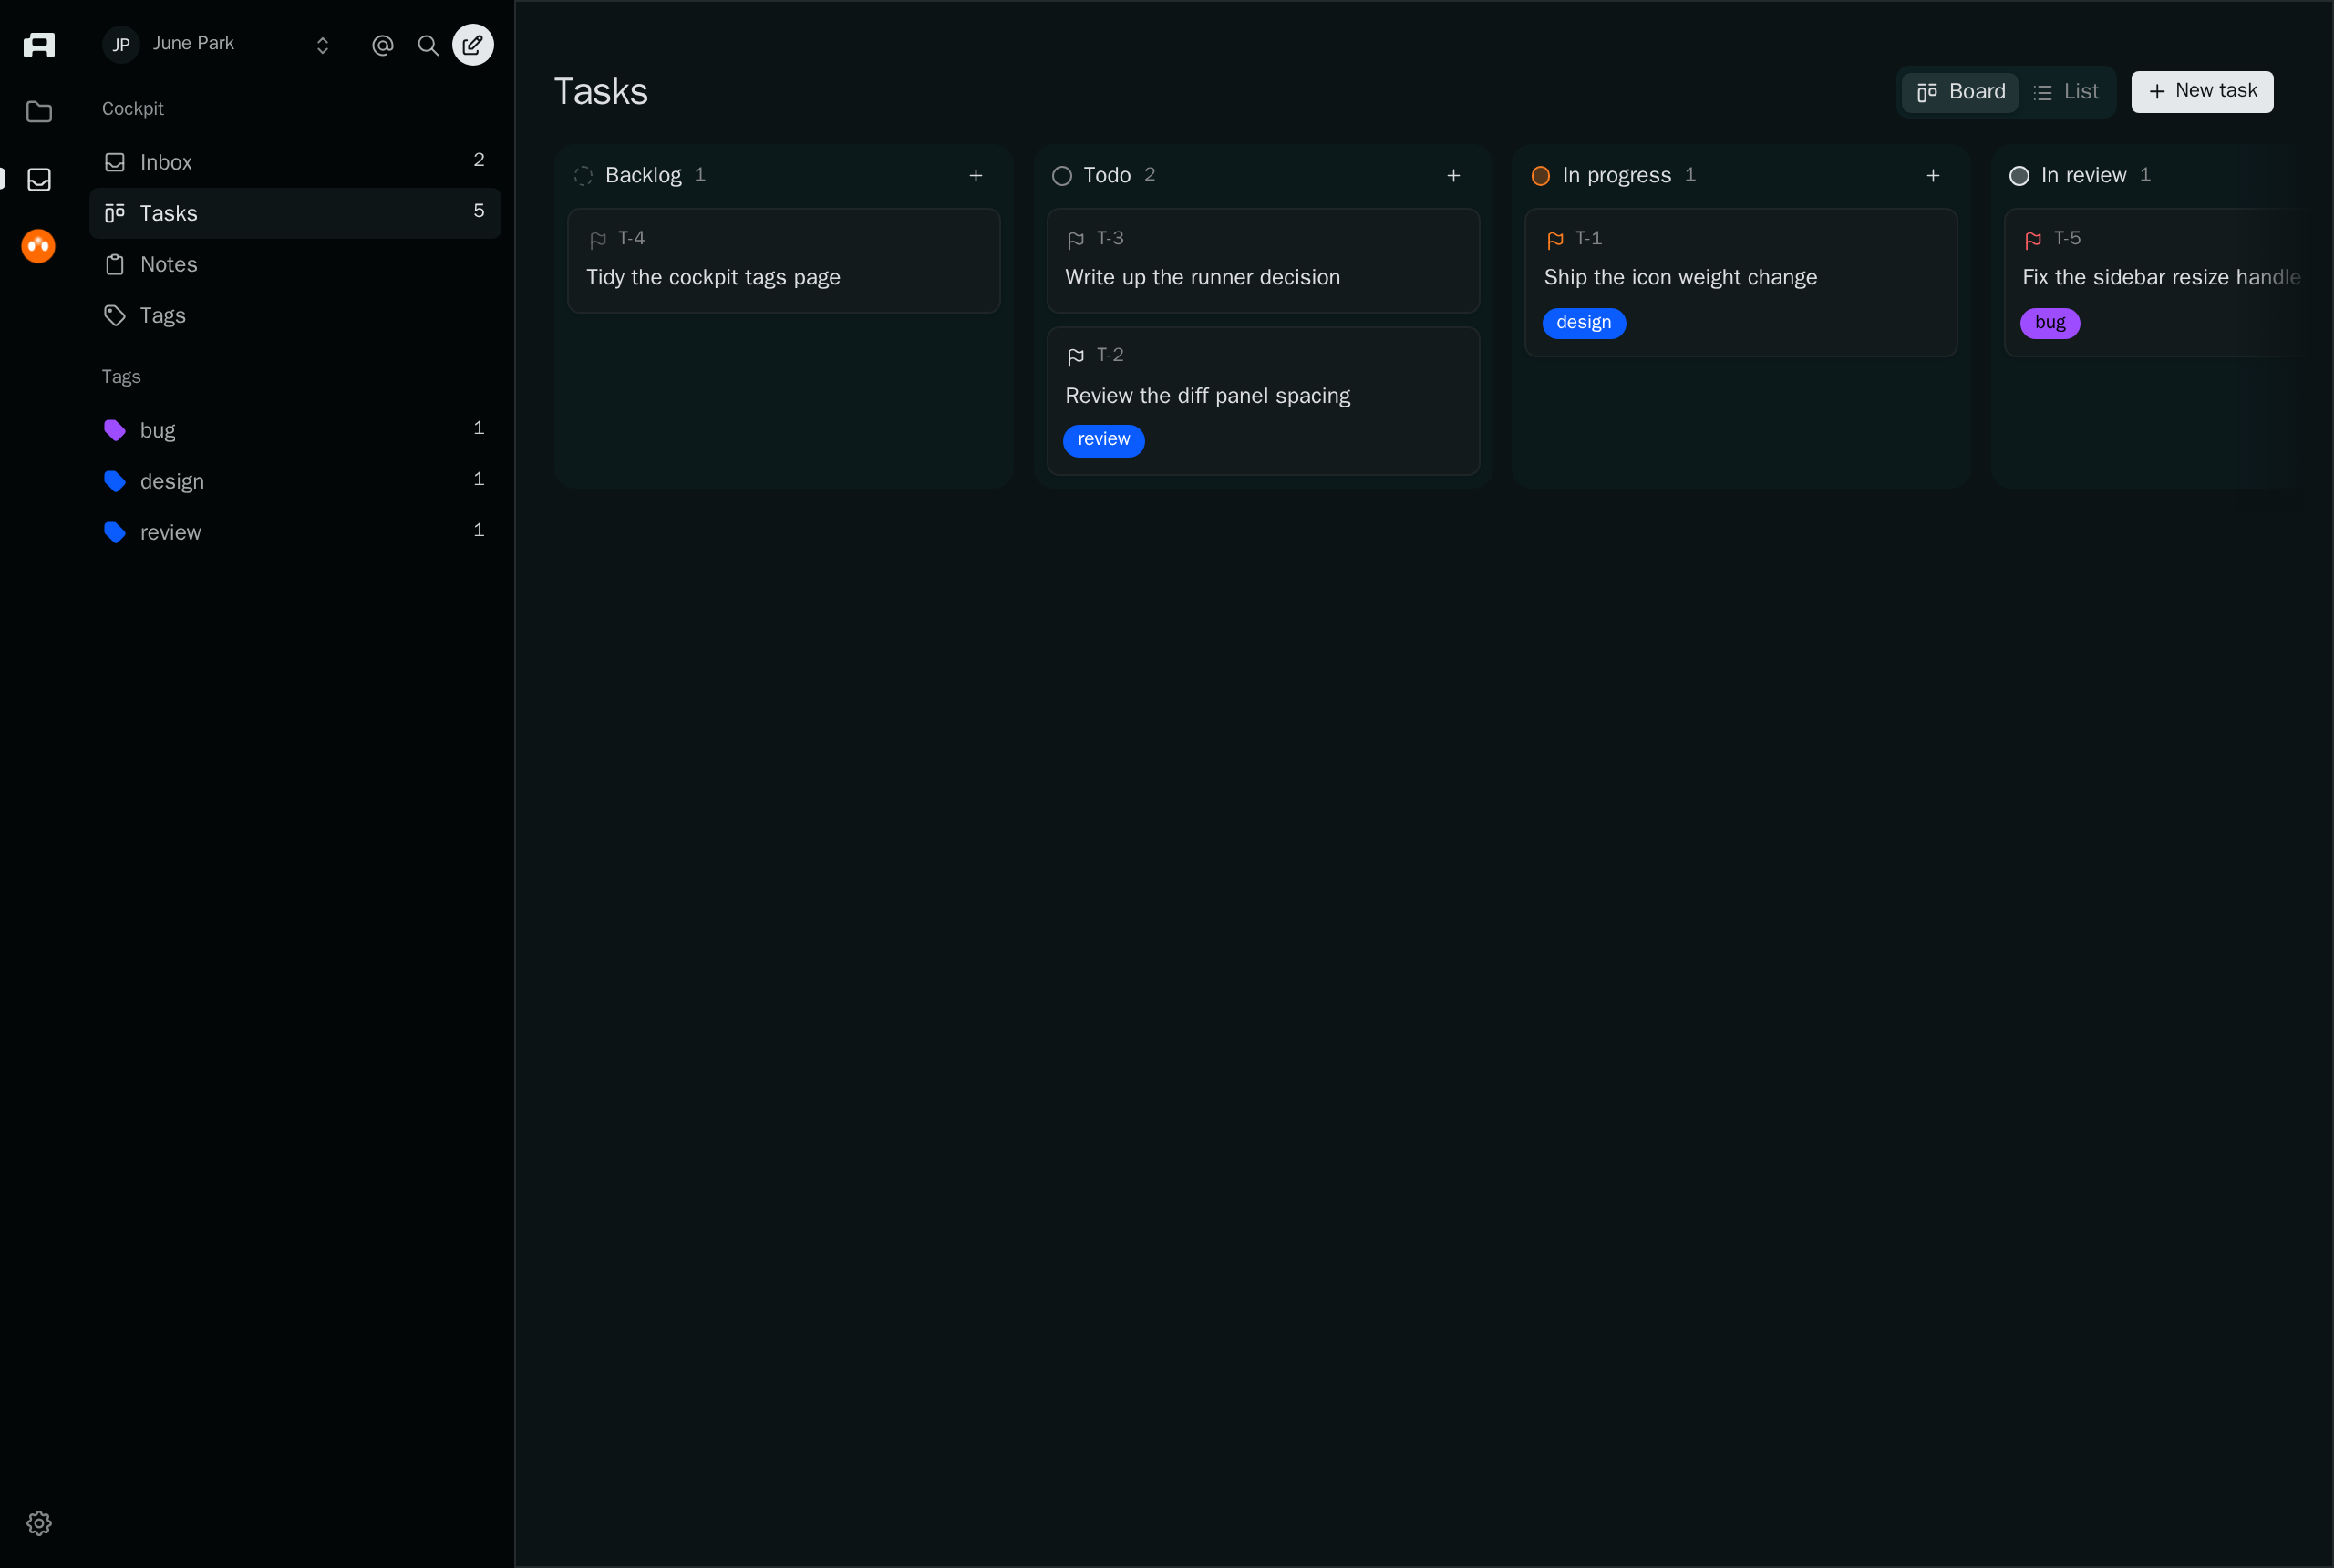 JP June Park
Cockpit
Inbox 2
Tasks 5
Notes
Tags
Tags
bug 1
design 1
review 1
Tasks
Board List + New task
Backlog 1 +
T-4
Tidy the cockpit tags page
Todo 2 +
T-3
Write up the runner decision
T-2
Review the diff panel spacing
review
In progress 1 +
T-1
Ship the icon weight change
design
In review 1
T-5
Fix the sidebar resize handle
bug